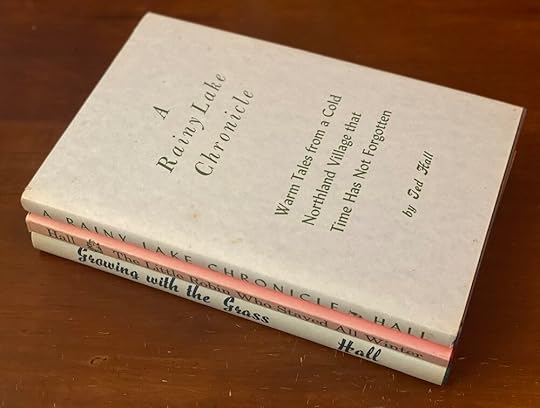 A
Rainy Lake
Chronicle
Warm Tales from a Cold
Northland Village that
Time Has Not Forgotten
by Ted Hall
A RAINY LAKE CHRONICLE HALL
Hall The Little Robin Who Stayed All Winter
Growing with the Grass Hall